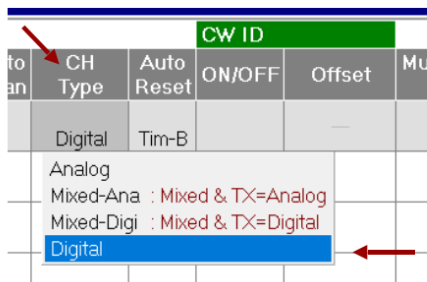 CW ID
to CH Auto ON/OFF Offset Mu
an Type Reset
Digital Tim-B —
Analog
Mixed-Ana : Mixed & TX=Analog
Mixed-Digi : Mixed & TX=Digital
Digital